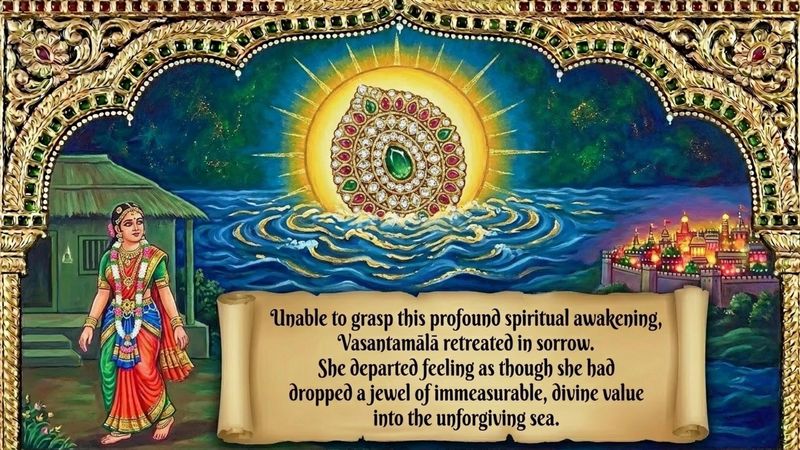 Unable to grasp this profound spiritual awakening,
Vasantamālā retreated in sorrow.
She departed feeling as though she had
dropped a jewel of immeasurable, divine value
into the unforgiving sea.